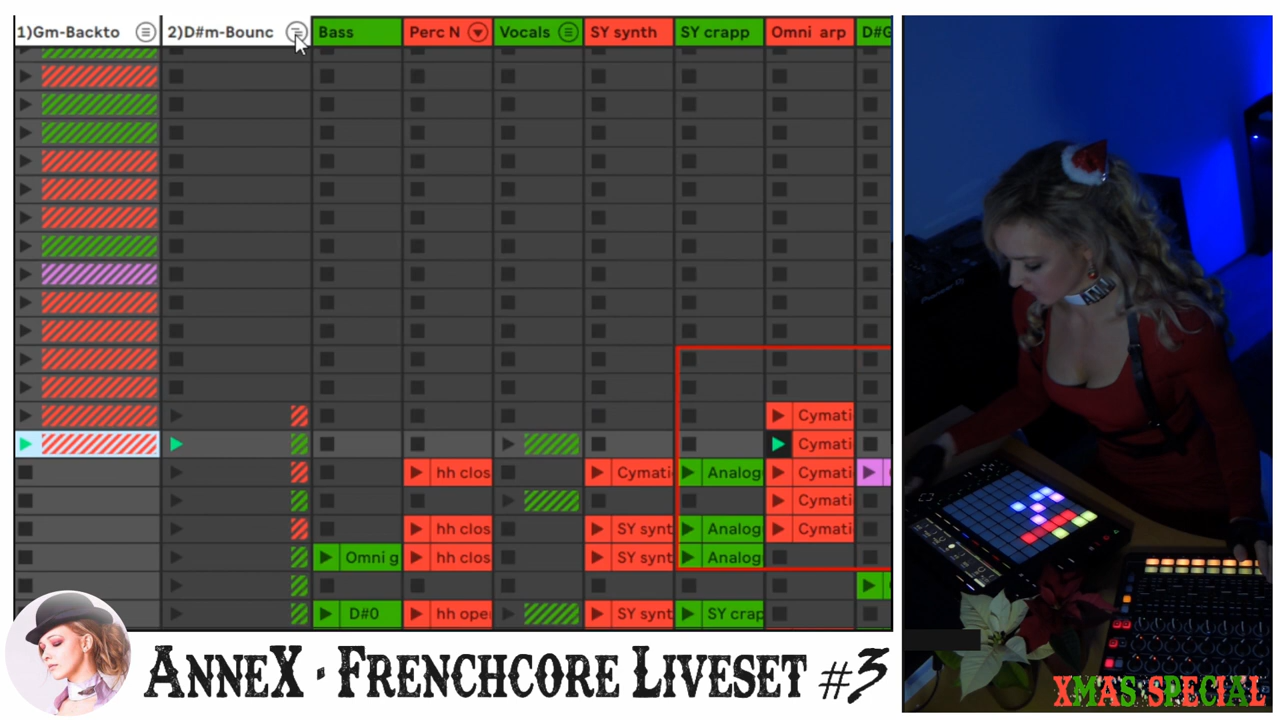 1)Gm-Backto 2)D#m-Bounc Bass Perc N Vocals SY synth SY crapp Omni arp D#G
Cymati
Cymati
hh clos Cymati Analog Cymati
Cymati
hh clos SY synt Analog Cymati
Omni g hh clos SY synt Analog
D#0 hh ope SY synt SY crap
ANNEX · FRENCHCORE LIVESET #3
XMAS SPECIAL